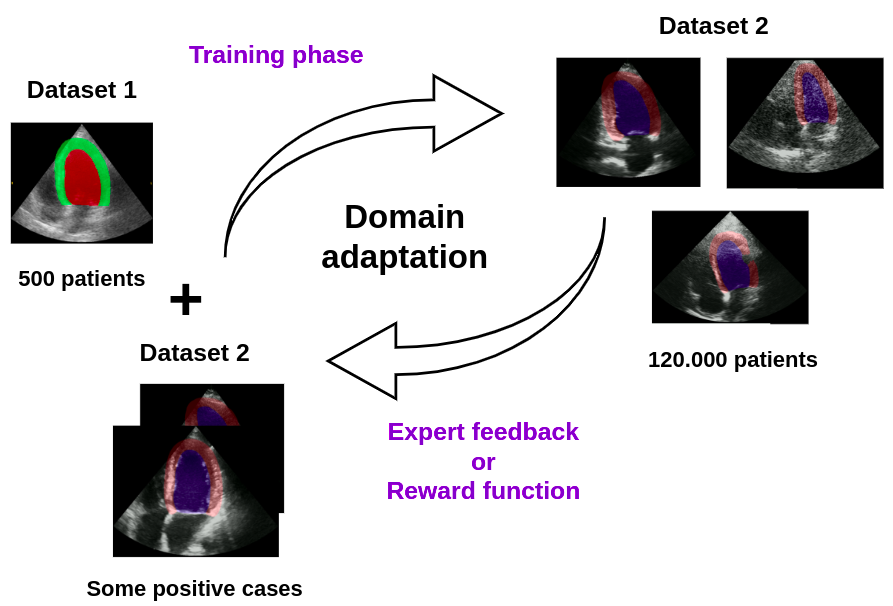 Dataset 2
Training phase
Dataset 1
Domain
adaptation
500 patients
+
Dataset 2
120.000 patients
Expert feedback
or
Reward function
Some positive cases